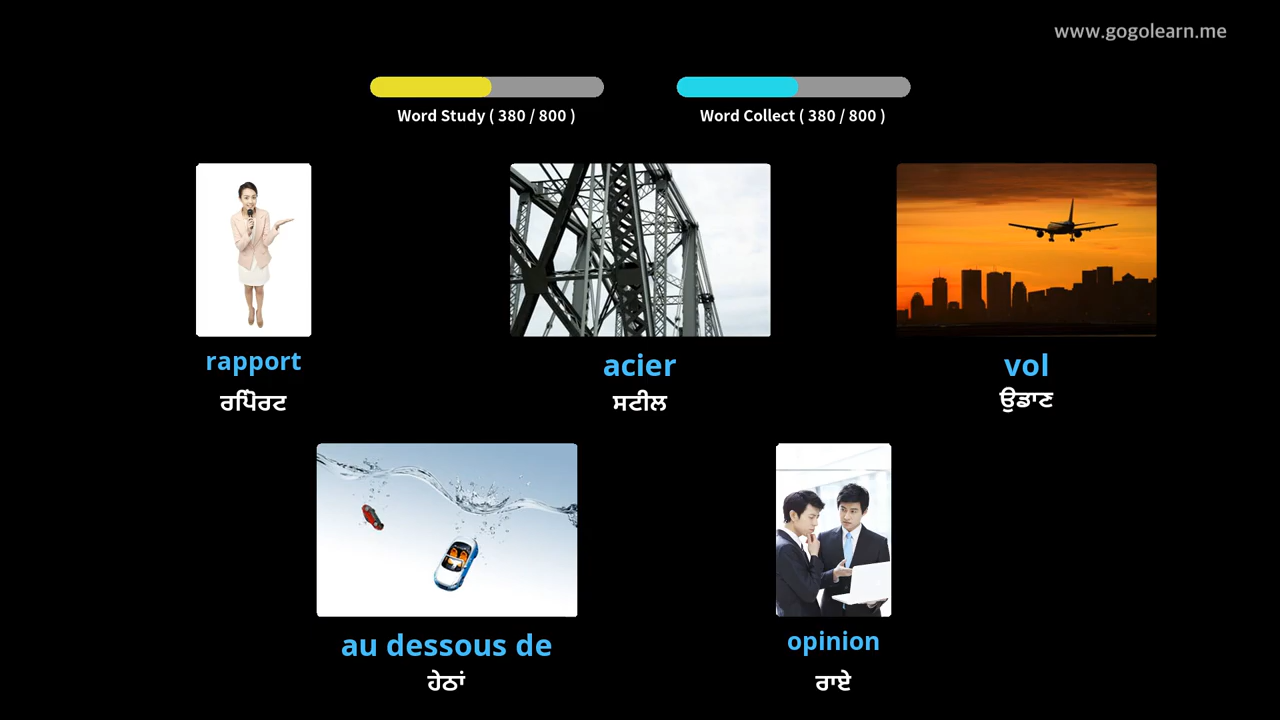 www.gogolearn.me
Word Study ( 380 / 800 )
Word Collect ( 380 / 800 )
rapport
ਰਿਪੋਰਟ
acier
ਸਟੀਲ
vol
ਉਡਾਣ
au dessous de
ਹੇਠਾਂ
opinion
ਰਾਏ